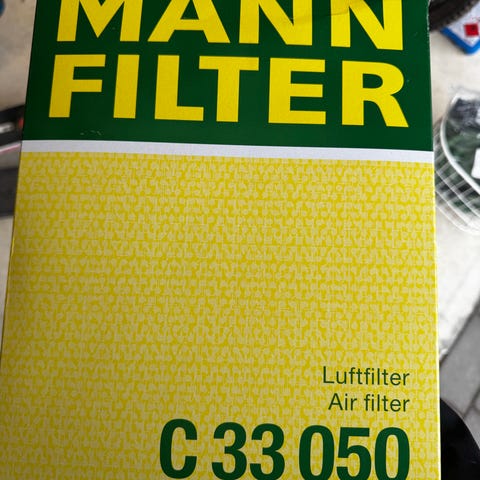 MANN
FILTER
Luftfilter
Air filter
C 33 050